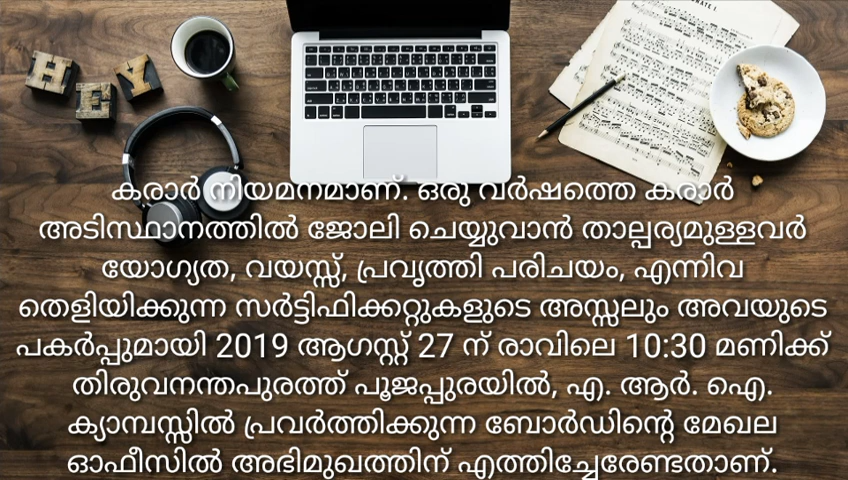 HEY
കരാർ നിയമനമാണ്. ഒരു വർഷത്തെ കരാർ
അടിസ്ഥാനത്തിൽ ജോലി ചെയ്യുവാൻ താല്പര്യമുള്ളവർ
യോഗ്യത, വയസ്സ്, പ്രവൃത്തി പരിചയം, എന്നിവ
തെളിയിക്കുന്ന സർട്ടിഫിക്കറ്റുകളുടെ അസ്സലും അവയുടെ
പകർപ്പുമായി 2019 ആഗസ്റ്റ് 27 ന് രാവിലെ 10:30 മണിക്ക്
തിരുവനന്തപുരത്ത് പൂജപ്പുരയിൽ, എ. ആർ. ഐ.
ക്യാമ്പസ്സിൽ പ്രവർത്തിക്കുന്ന ബോർഡിന്റെ മേഖല
ഓഫീസിൽ അഭിമുഖത്തിന് എത്തിച്ചേരേണ്ടതാണ്.